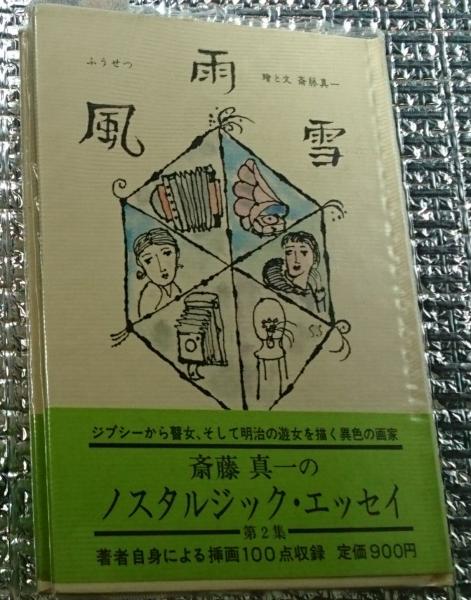 風雨雪
ふうせつ
繪と文 斎藤真一
S.S
ジプシーから瞽女、そして明治の遊女を描く異色の画家
斎藤 真一の
ノスタルジック・エッセイ
第2集
著者自身による挿画100点収録 定価900円